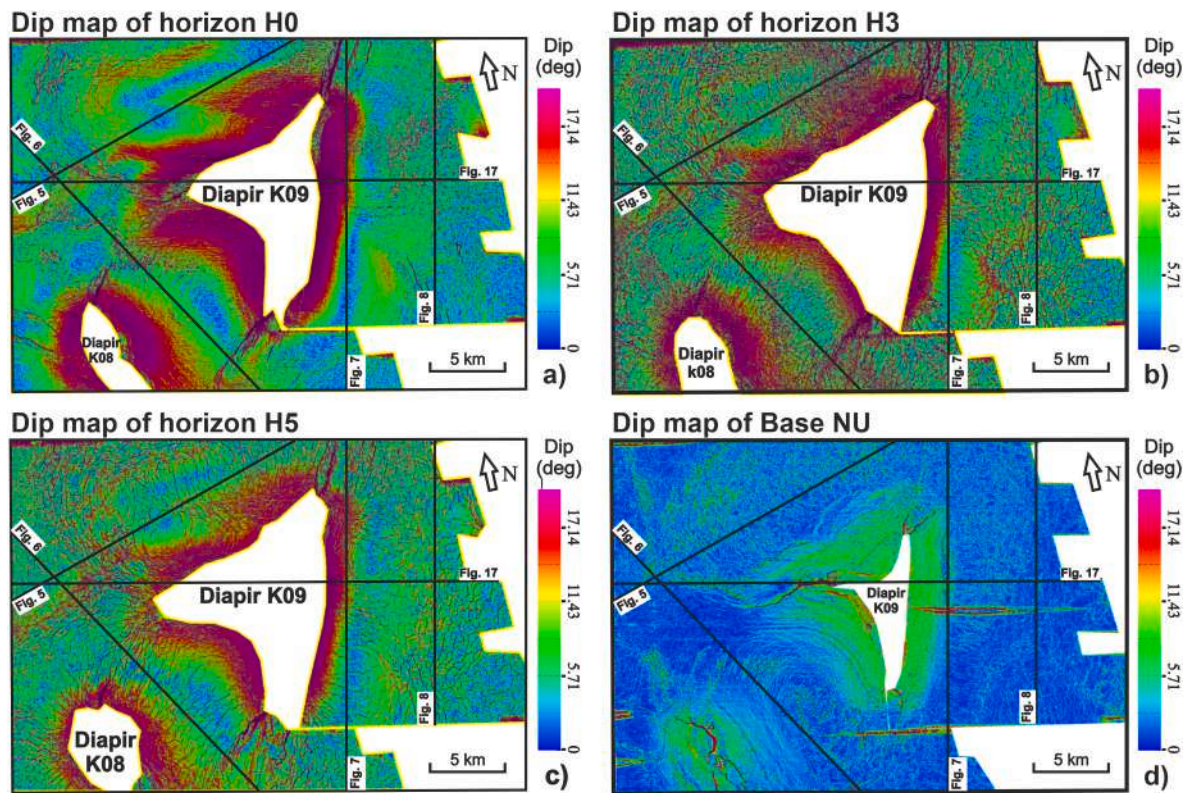 Dip map of horizon H0
Dip
(deg)
N
17.14
11.43
5.71
0
Fig. 6
Fig. 5
Fig. 17
Fig. 8
Fig. 7
Diapir K09
Diapir
K08
5 km
a)
Dip map of horizon H3
Dip
(deg)
N
17.14
11.43
5.71
0
Fig. 6
Fig. 5
Fig. 17
Fig. 8
Fig. 7
Diapir K09
Diapir
k08
5 km
b)
Dip map of horizon H5
Dip
(deg)
N
17.14
11.43
5.71
0
Fig. 6
Fig. 5
Fig. 17
Fig. 8
Fig. 7
Diapir K09
Diapir
K08
5 km
c)
Dip map of Base NU
Dip
(deg)
N
17.14
11.43
5.71
0
Fig. 6
Fig. 5
Fig. 17
Fig. 8
Fig. 7
Diapir
K09
5 km
d)